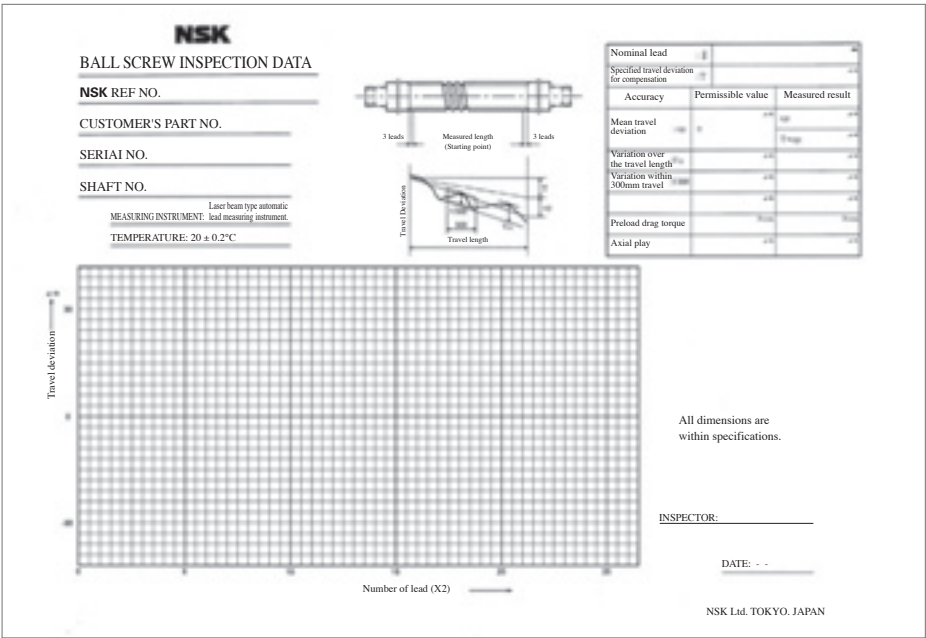 NSK
BALL SCREW INSPECTION DATA
NSK REF NO.
CUSTOMER'S PART NO.
SERIAI NO.
SHAFT NO.
Laser beam type automatic
MEASURING INSTRUMENT: lead measuring instrument.
TEMPERATURE: 20 ± 0.2°C
3 leads
Measured length
(Starting point)
3 leads
Travel Deviation
Travel length
Nominal lead
Specified travel deviation
for compensation
Accuracy
Permissible value
Measured result
Mean travel
deviation
Variation over
the travel length
Variation within
300mm travel
Preload drag torque
Axial play
Travel deviation
0
5
10
15
20
Number of lead (X2)
All dimensions are
within specifications.
INSPECTOR:
DATE: - -
NSK Ltd. TOKYO. JAPAN